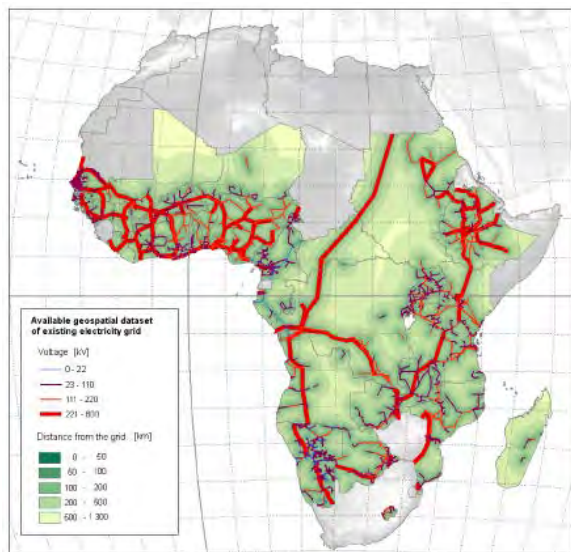 Available geospatial dataset
of existing electricity grid
Voltage [kV]
0 - 22
23 - 110
111 - 220
221 - 800
Distance from the grid [km]
0 - 50
50 - 100
100 - 200
200 - 600
600 - 1 300